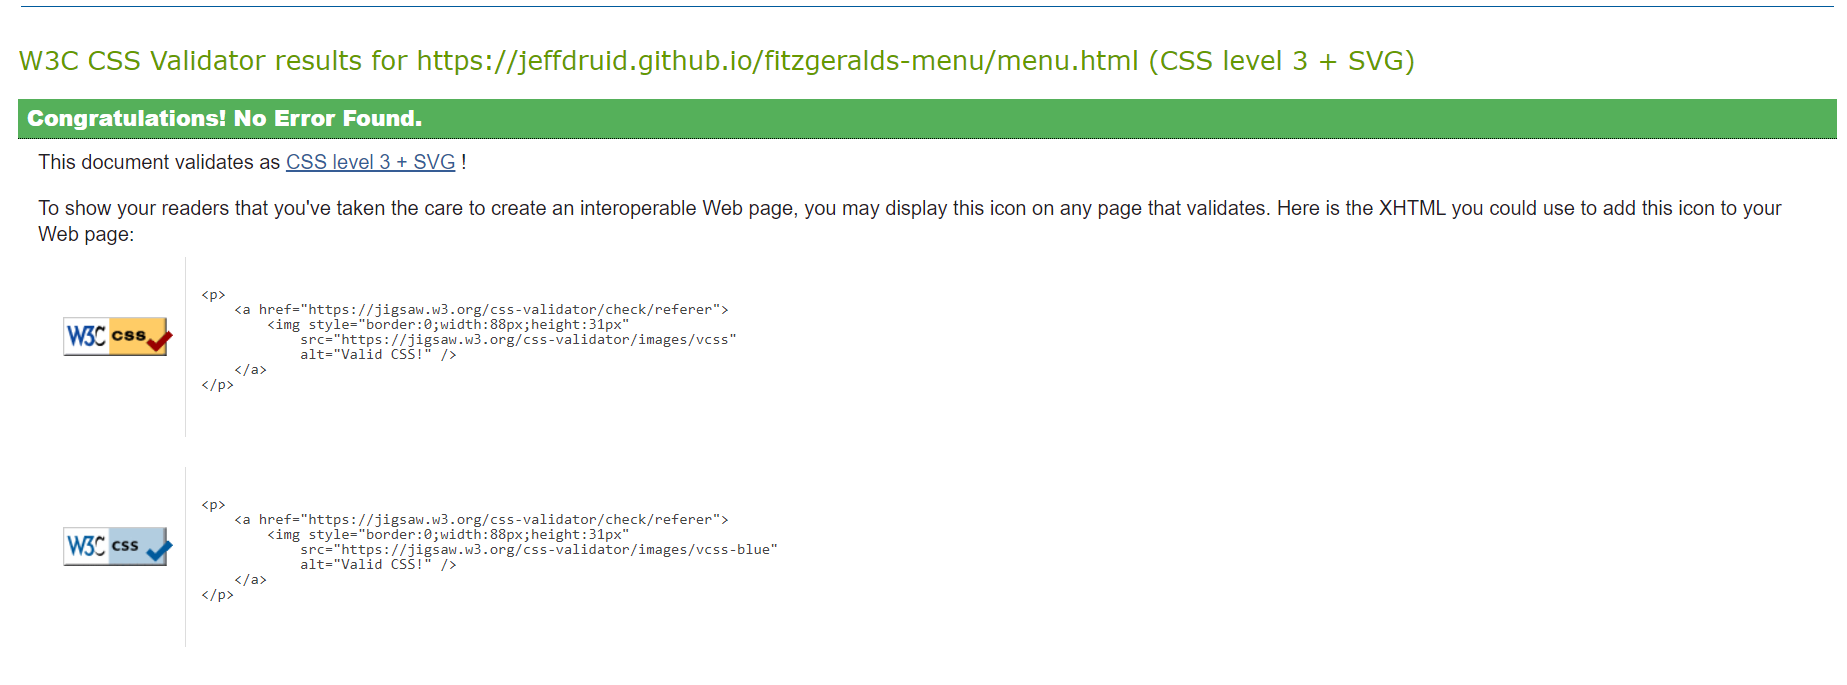 W3C CSS Validator results for https://jeffdruid.github.io/fitzgeralds-menu/menu.html (CSS level 3 + SVG)
Congratulations! No Error Found.
This document validates as CSS level 3 + SVG !
To show your readers that you've taken the care to create an interoperable Web page, you may display this icon on any page that validates. Here is the XHTML you could use to add this icon to your
Web page:
W3C css
<p>
    <a href="https://jigsaw.w3.org/css-validator/check/referer">
        <img style="border:0;width:88px;height:31px"
            src="https://jigsaw.w3.org/css-validator/images/vcss"
            alt="Valid CSS!" />
    </a>
</p>
W3C css
<p>
    <a href="https://jigsaw.w3.org/css-validator/check/referer">
        <img style="border:0;width:88px;height:31px"
            src="https://jigsaw.w3.org/css-validator/images/vcss-blue"
            alt="Valid CSS!" />
    </a>
</p>